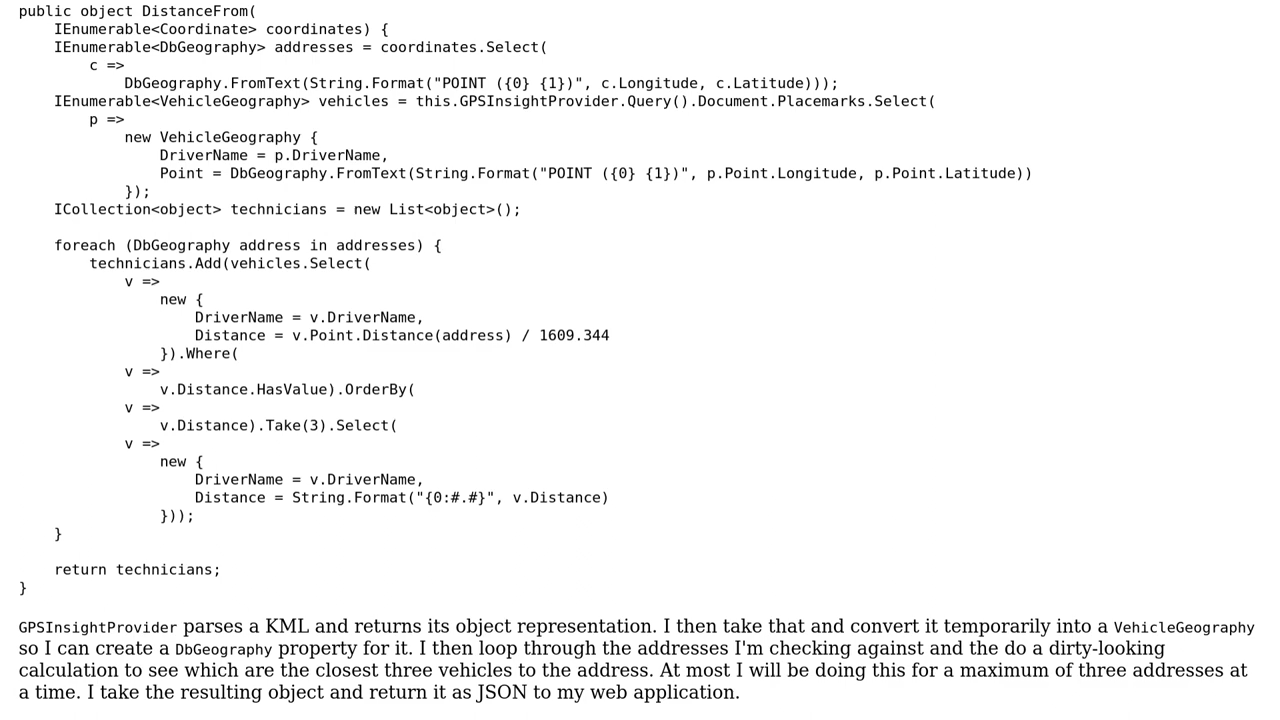 public object DistanceFrom(
    IEnumerable<Coordinate> coordinates) {
    IEnumerable<DbGeography> addresses = coordinates.Select(
        c =>
            DbGeography.FromText(String.Format("POINT ({0} {1})", c.Longitude, c.Latitude)));
    IEnumerable<VehicleGeography> vehicles = this.GPSInsightProvider.Query().Document.Placemarks.Select(
        p =>
            new VehicleGeography {
                DriverName = p.DriverName,
                Point = DbGeography.FromText(String.Format("POINT ({0} {1})", p.Point.Longitude, p.Point.Latitude))
            });
    ICollection<object> technicians = new List<object>();

    foreach (DbGeography address in addresses) {
        technicians.Add(vehicles.Select(
            v =>
                new {
                    DriverName = v.DriverName,
                    Distance = v.Point.Distance(address) / 1609.344
                }).Where(
            v =>
                v.Distance.HasValue).OrderBy(
            v =>
                v.Distance).Take(3).Select(
            v =>
                new {
                    DriverName = v.DriverName,
                    Distance = String.Format("{0:#.#}", v.Distance)
                }));
    }

    return technicians;
}

GPSInsightProvider parses a KML and returns its object representation. I then take that and convert it temporarily into a VehicleGeography
so I can create a DbGeography property for it. I then loop through the addresses I'm checking against and the do a dirty-looking
calculation to see which are the closest three vehicles to the address. At most I will be doing this for a maximum of three addresses at
a time. I take the resulting object and return it as JSON to my web application.